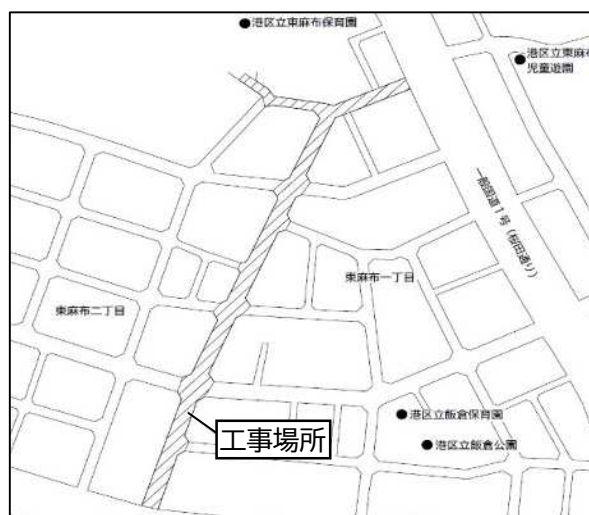 港区立東麻布保育園
港区立東麻布
児童遊園
一般国道1号(桜田通り)
東麻布一丁目
東麻布二丁目
港区立飯倉保育園
港区立飯倉公園
工事場所